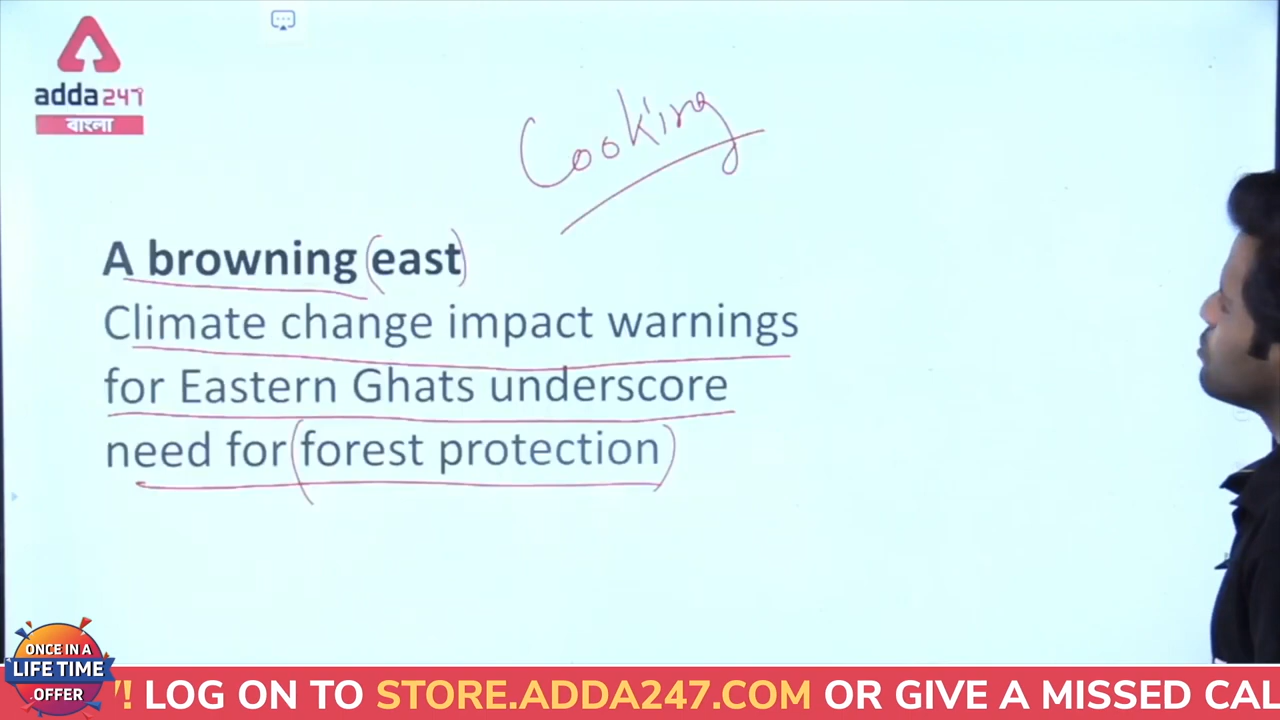 adda247
বাংলা
Cooking
A browning (east)
Climate change impact warnings
for Eastern Ghats underscore
need for (forest protection)
ONCE IN A
LIFE TIME
OFFER
! LOG ON TO STORE.ADDA247.COM OR GIVE A MISSED CAL